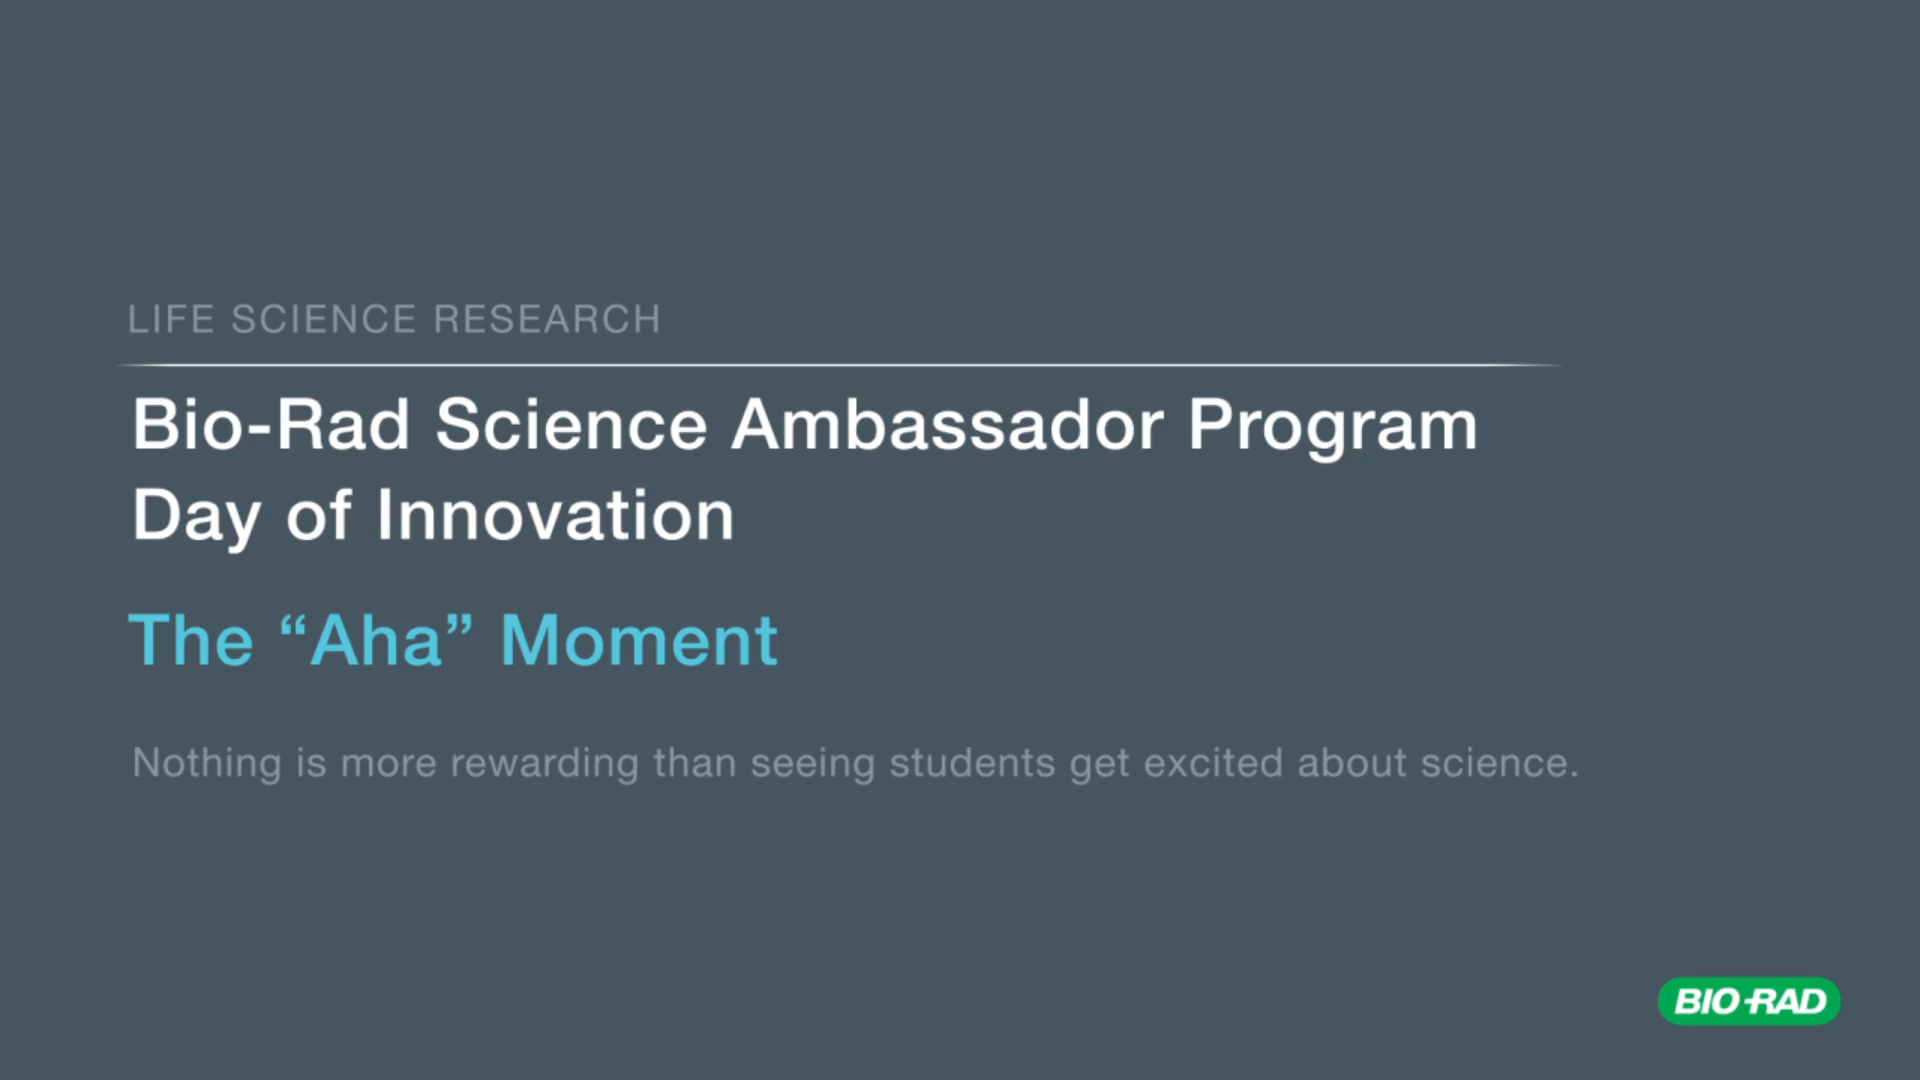 LIFE SCIENCE RESEARCH
Bio-Rad Science Ambassador Program
Day of Innovation
The “Aha” Moment
Nothing is more rewarding than seeing students get excited about science.
BIO-RAD